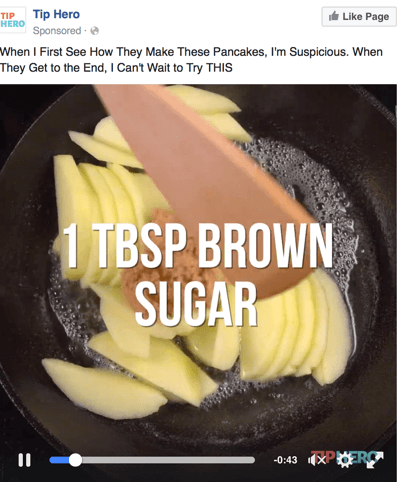 TIP
HERO
Tip Hero
Sponsored ·
Like Page
When I First See How They Make These Pancakes, I'm Suspicious. When
They Get to the End, I Can't Wait to Try THIS
1 TBSP BROWN
SUGAR
-0:43
TIPHERO